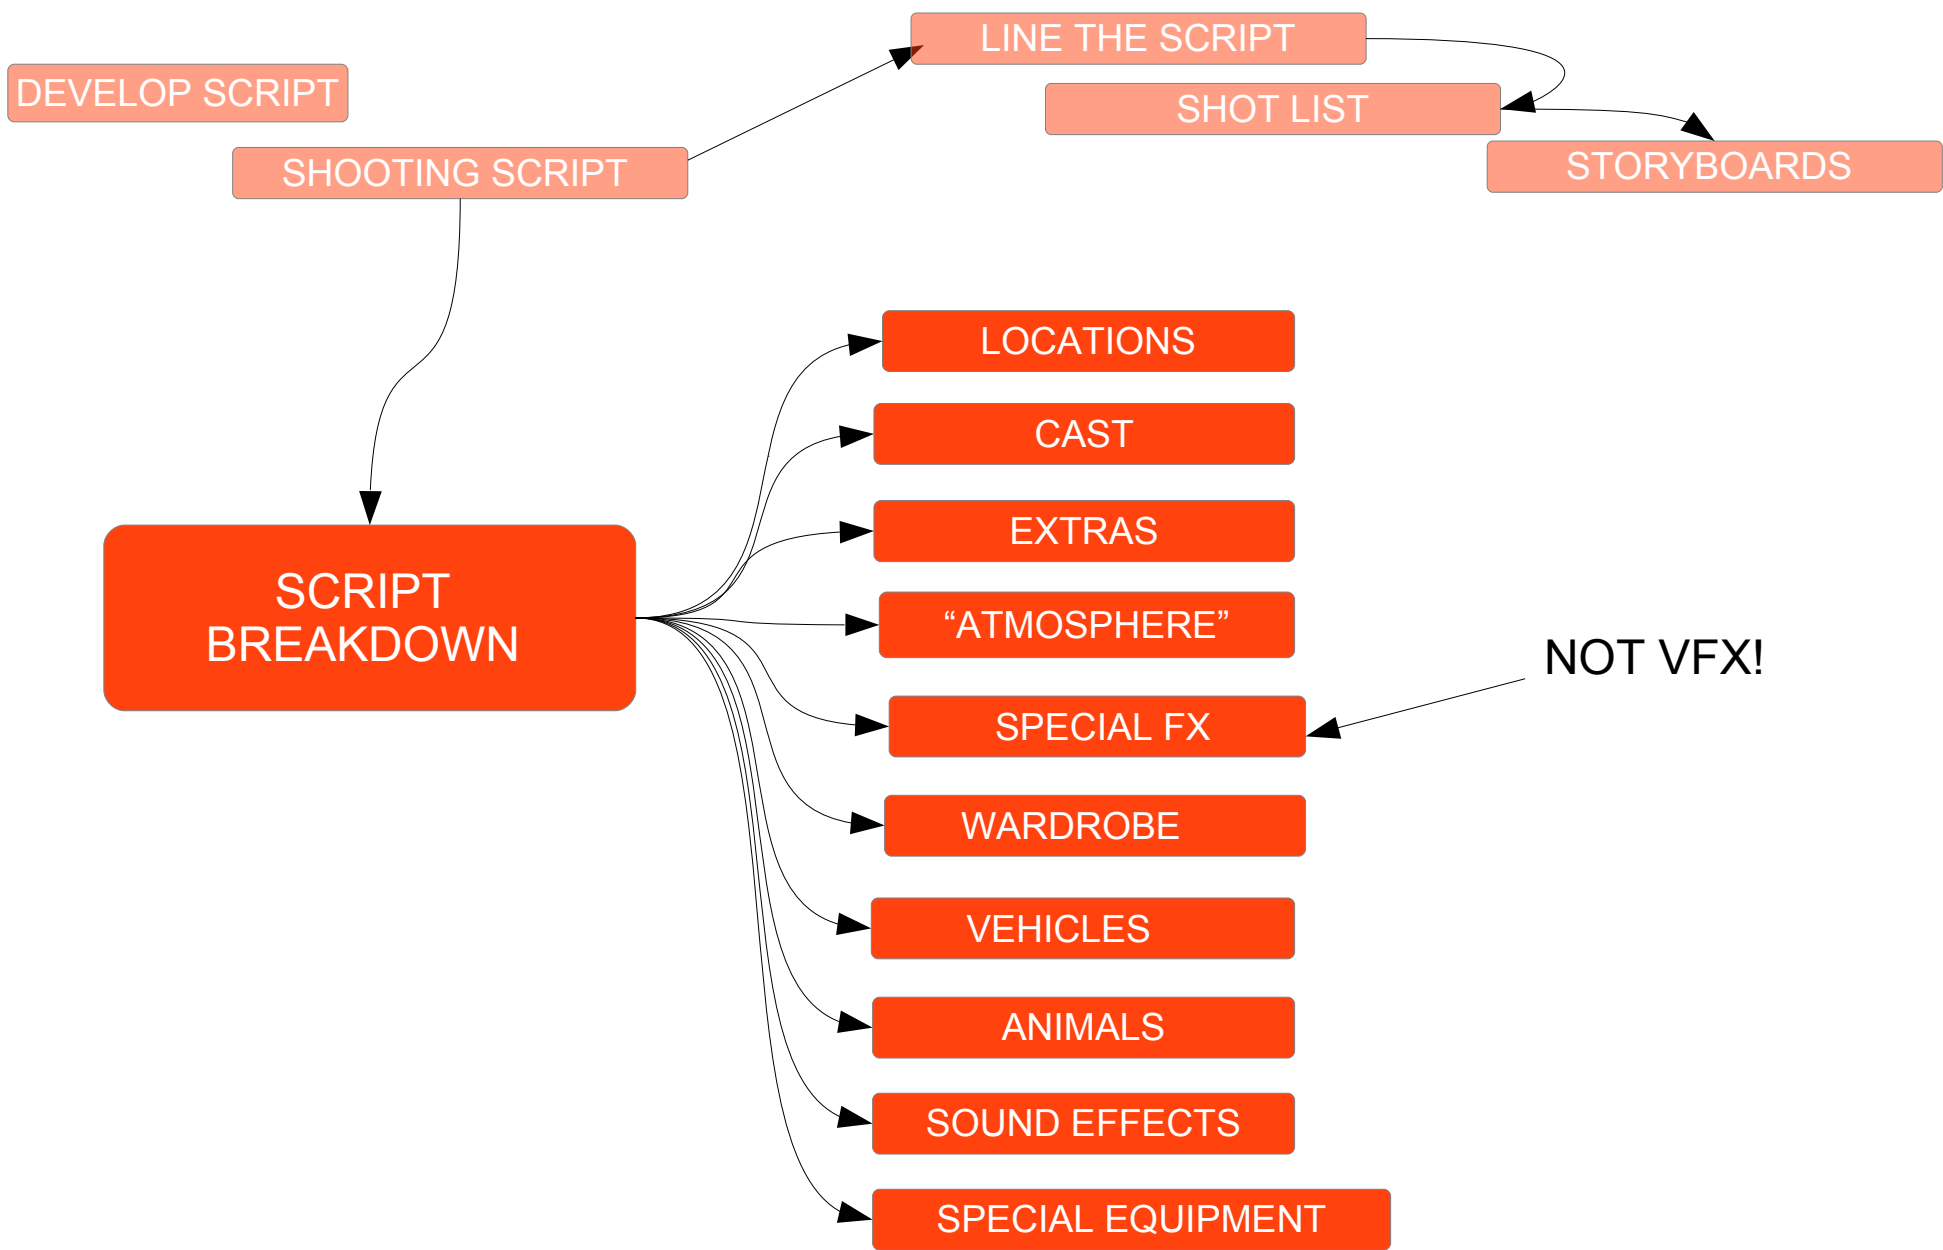 LINE THE SCRIPT
DEVELOP SCRIPT
SHOT LIST
SHOOTING SCRIPT
STORYBOARDS
LOCATIONS
CAST
EXTRAS
SCRIPT
BREAKDOWN
“ATMOSPHERE”
NOT VFX!
SPECIAL FX
WARDROBE
VEHICLES
ANIMALS
SOUND EFFECTS
SPECIAL EQUIPMENT